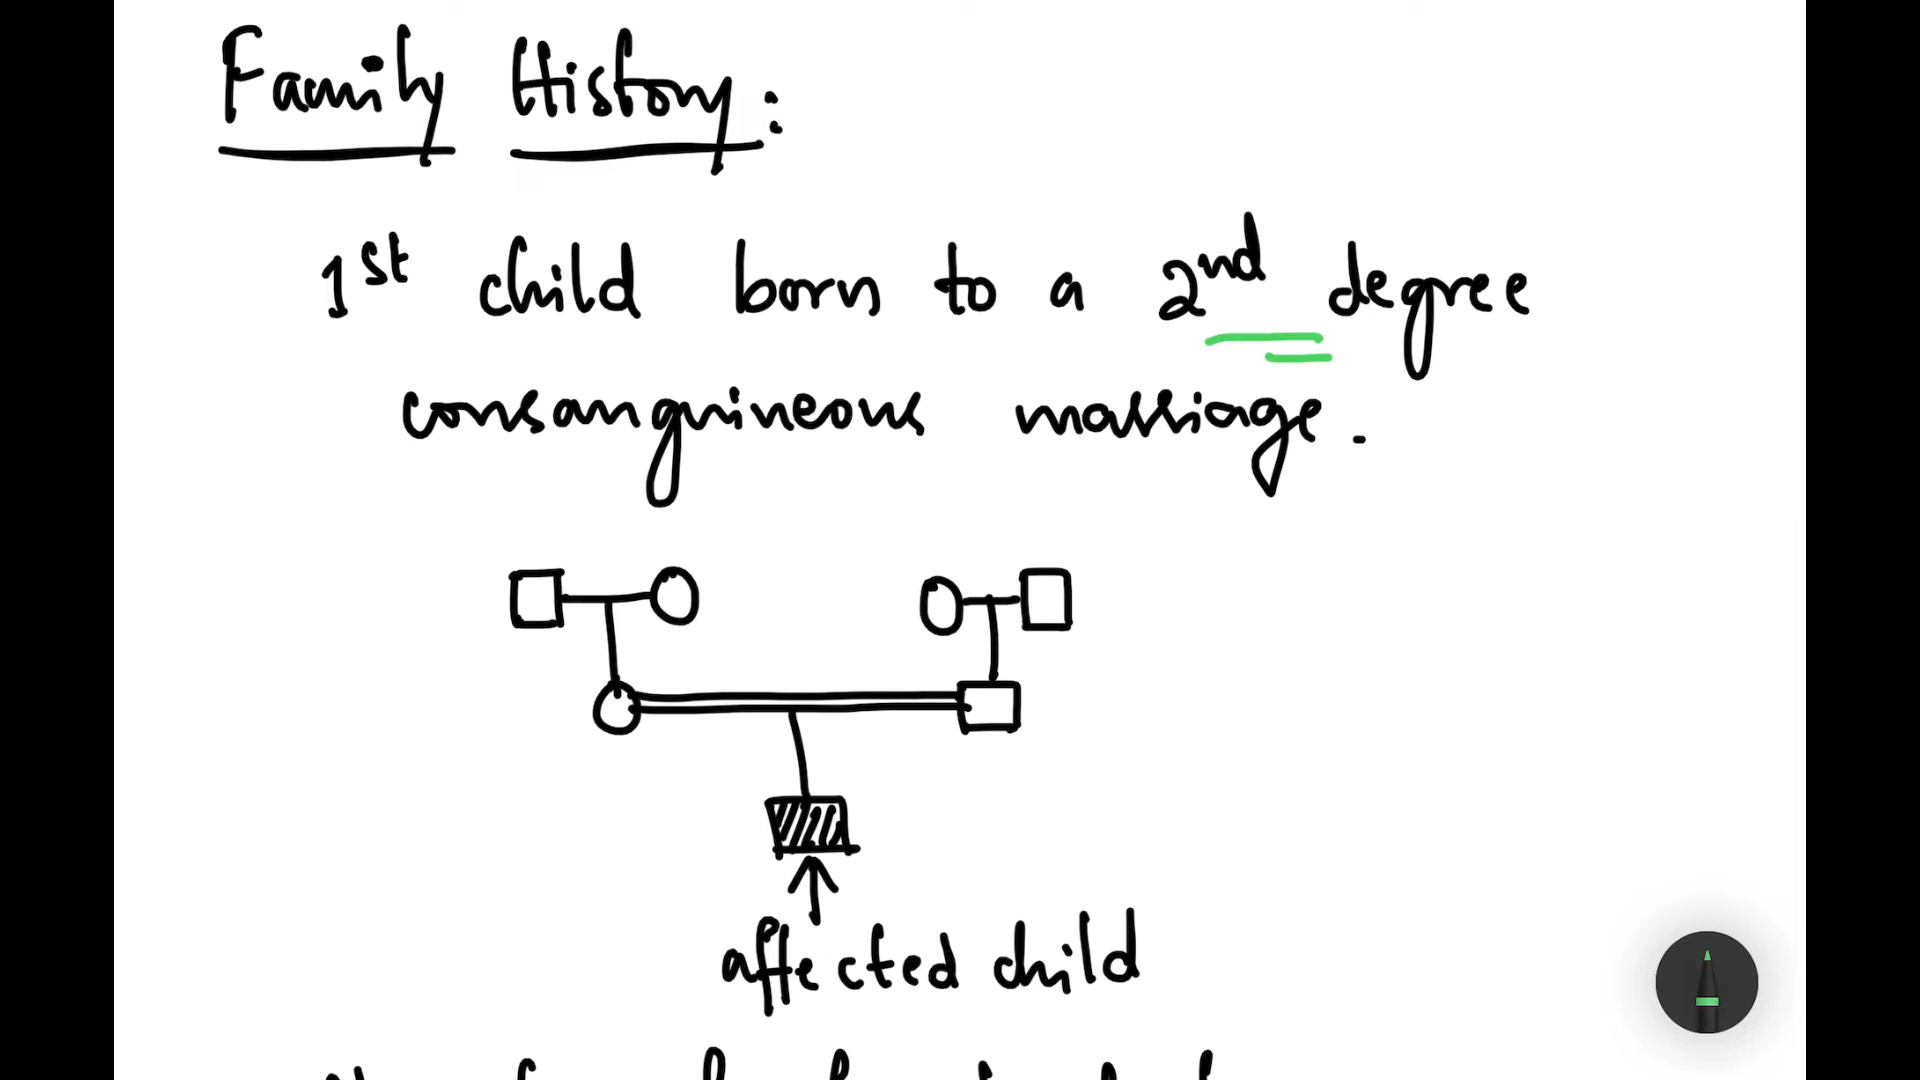 Family History:
1st child born to a 2nd degree
consanguineous marriage.
affected child